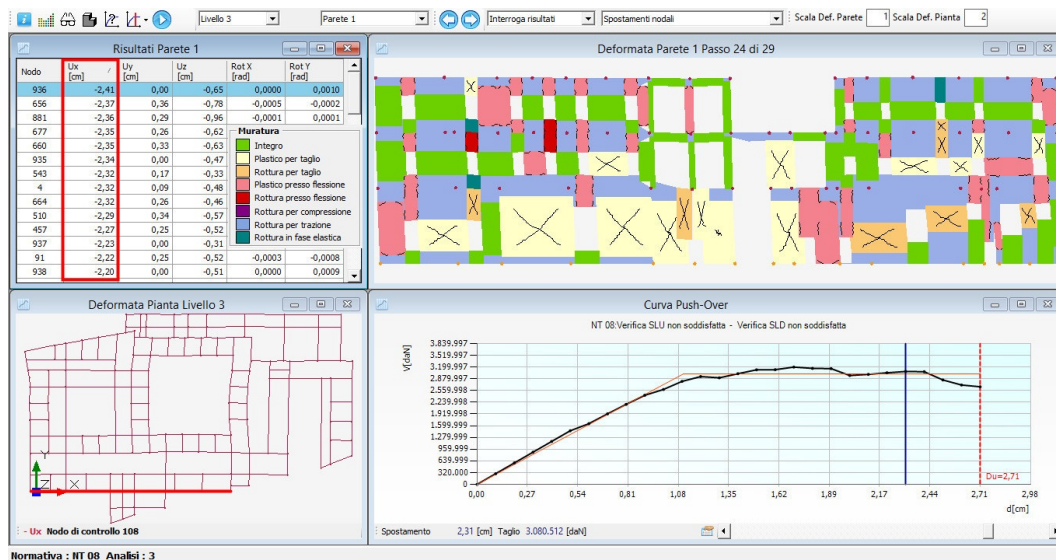 Livello 3
Parete 1
Interroga risultati
Spostamenti nodali
Scala Def. Parete 1 Scala Def. Pianta 2
Risultati Parete 1
Nodo Ux [cm] / Uy [cm] Uz [cm] Rot X [rad] Rot Y [rad]
936 -2,41 0,00 -0,65 0,0000 0,0010
656 -2,37 0,36 -0,78 -0,0005 -0,0002
881 -2,36 0,29 -0,96 -0,0001 0,0001
677 -2,35 0,26 -0,62
660 -2,35 0,33 -0,63
935 -2,34 0,00 -0,47
543 -2,32 0,17 -0,33
4 -2,32 0,09 -0,48
664 -2,32 0,26 -0,46
510 -2,29 0,34 -0,57
457 -2,27 0,25 -0,52
937 -2,23 0,00 -0,31
91 -2,22 0,25 -0,52 -0,0003 -0,0008
938 -2,20 0,00 -0,51 0,0000 0,0009
Muratura
Integro
Plastico per taglio
Rottura per taglio
Plastico presso flessione
Rottura presso flessione
Rottura per compressione
Rottura per trazione
Rottura in fase elastica
Deformata Parete 1 Passo 24 di 29
Deformata Pianta Livello 3
Y
Z X
- Ux Nodo di controllo 108
Curva Push-Over
NT 08:Verifica SLU non soddisfatta - Verifica SLD non soddisfatta
V[daN]
3.839.997
3.519.997
3.199.997
2.879.997
2.559.998
2.239.998
1.919.998
1.599.999
1.279.999
959.999
639.999
320.000
0
0,00 0,27 0,54 0,81 1,08 1,35 1,62 1,89 2,17 2,44 2,71 2,98
Du=2,71
d[cm]
Spostamento 2,31 [cm] Taglio 3.080.512 [daN]
Normativa : NT 08 Analisi : 3